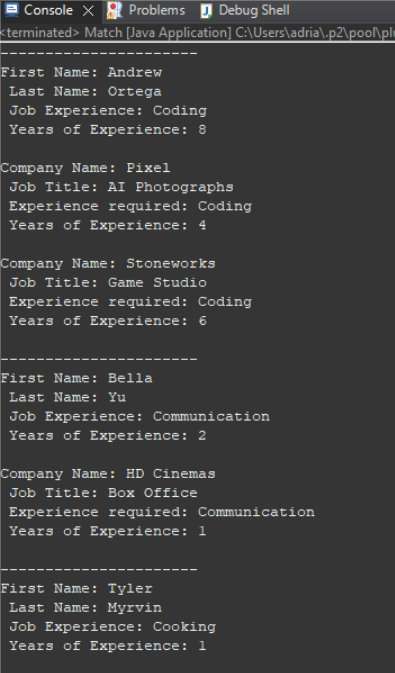 Console Problems Debug Shell
<terminated> Match [Java Application] C:\Users\adria\.p2\pool\plu
----------------------
First Name: Andrew
Last Name: Ortega
Job Experience: Coding
Years of Experience: 8
Company Name: Pixel
Job Title: AI Photographs
Experience required: Coding
Years of Experience: 4
Company Name: Stoneworks
Job Title: Game Studio
Experience required: Coding
Years of Experience: 6
----------------------
First Name: Bella
Last Name: Yu
Job Experience: Communication
Years of Experience: 2
Company Name: HD Cinemas
Job Title: Box Office
Experience required: Communication
Years of Experience: 1
----------------------
First Name: Tyler
Last Name: Myrvin
Job Experience: Cooking
Years of Experience: 1